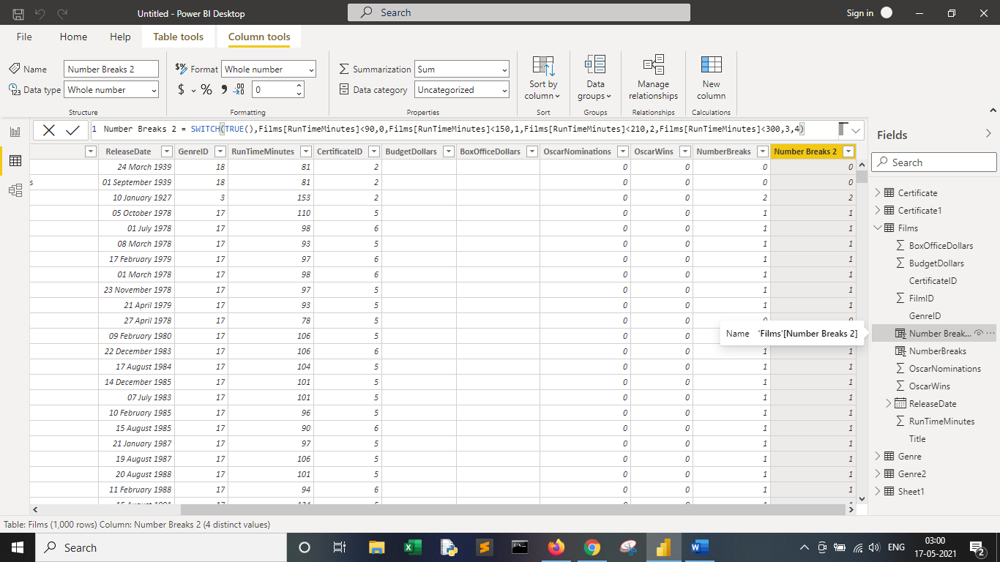 Untitled - Power BI Desktop
Search
Sign in
File Home Help Table tools Column tools
Name Number Breaks 2
Data type Whole number
Structure
Format Whole number
$ % 9 .00 0
Formatting
Summarization Sum
Data category Uncategorized
Properties
Sort by column
Sort
Data groups
Groups
Manage relationships
Relationships
New column
Calculations
1 Number Breaks 2 = SWITCH(TRUE(),Films[RunTimeMinutes]<90,0,Films[RunTimeMinutes]<150,1,Films[RunTimeMinutes]<210,2,Films[RunTimeMinutes]<300,3,4)
ReleaseDate GenreID RunTimeMinutes CertificateID BudgetDollars BoxOfficeDollars OscarNominations OscarWins NumberBreaks Number Breaks 2
24 March 1939 18 81 2 0 0 0 0
s 01 September 1939 18 81 2 0 0 0 0
10 January 1927 3 153 2 0 0 2 2
05 October 1978 17 110 5 0 0 1 1
01 July 1978 17 98 6 0 0 1 1
08 March 1978 17 93 5 0 0 1 1
17 February 1979 17 97 6 0 0 1 1
01 March 1978 17 98 6 0 0 1 1
23 November 1978 17 97 5 0 0 1 1
21 April 1979 17 93 5 0 0 1 1
27 April 1978 17 78 5 0 0
09 February 1980 17 106 5 0 0
22 December 1983 17 106 6 0 0 1 1
17 August 1984 17 104 5 0 0 1 1
14 December 1985 17 101 5 0 0 1 1
07 July 1983 17 101 5 0 0 1 1
10 February 1985 17 96 5 0 0 1 1
15 August 1985 17 90 6 0 0 1 1
21 January 1987 17 97 5 0 0 1 1
19 August 1987 17 106 5 0 0 1 1
20 August 1988 17 101 5 0 0 1 1
11 February 1988 17 94 6 0 0 1 1
Name 'Films'[Number Breaks 2]
Fields
Search
Certificate
Certificate1
Films
BoxOfficeDollars
BudgetDollars
CertificateID
FilmID
GenreID
Number Break...
NumberBreaks
OscarNominations
OscarWins
ReleaseDate
RunTimeMinutes
Title
Genre
Genre2
Sheet1
Table: Films (1,000 rows) Column: Number Breaks 2 (4 distinct values)
Search
ENG
03:00
17-05-2021
2